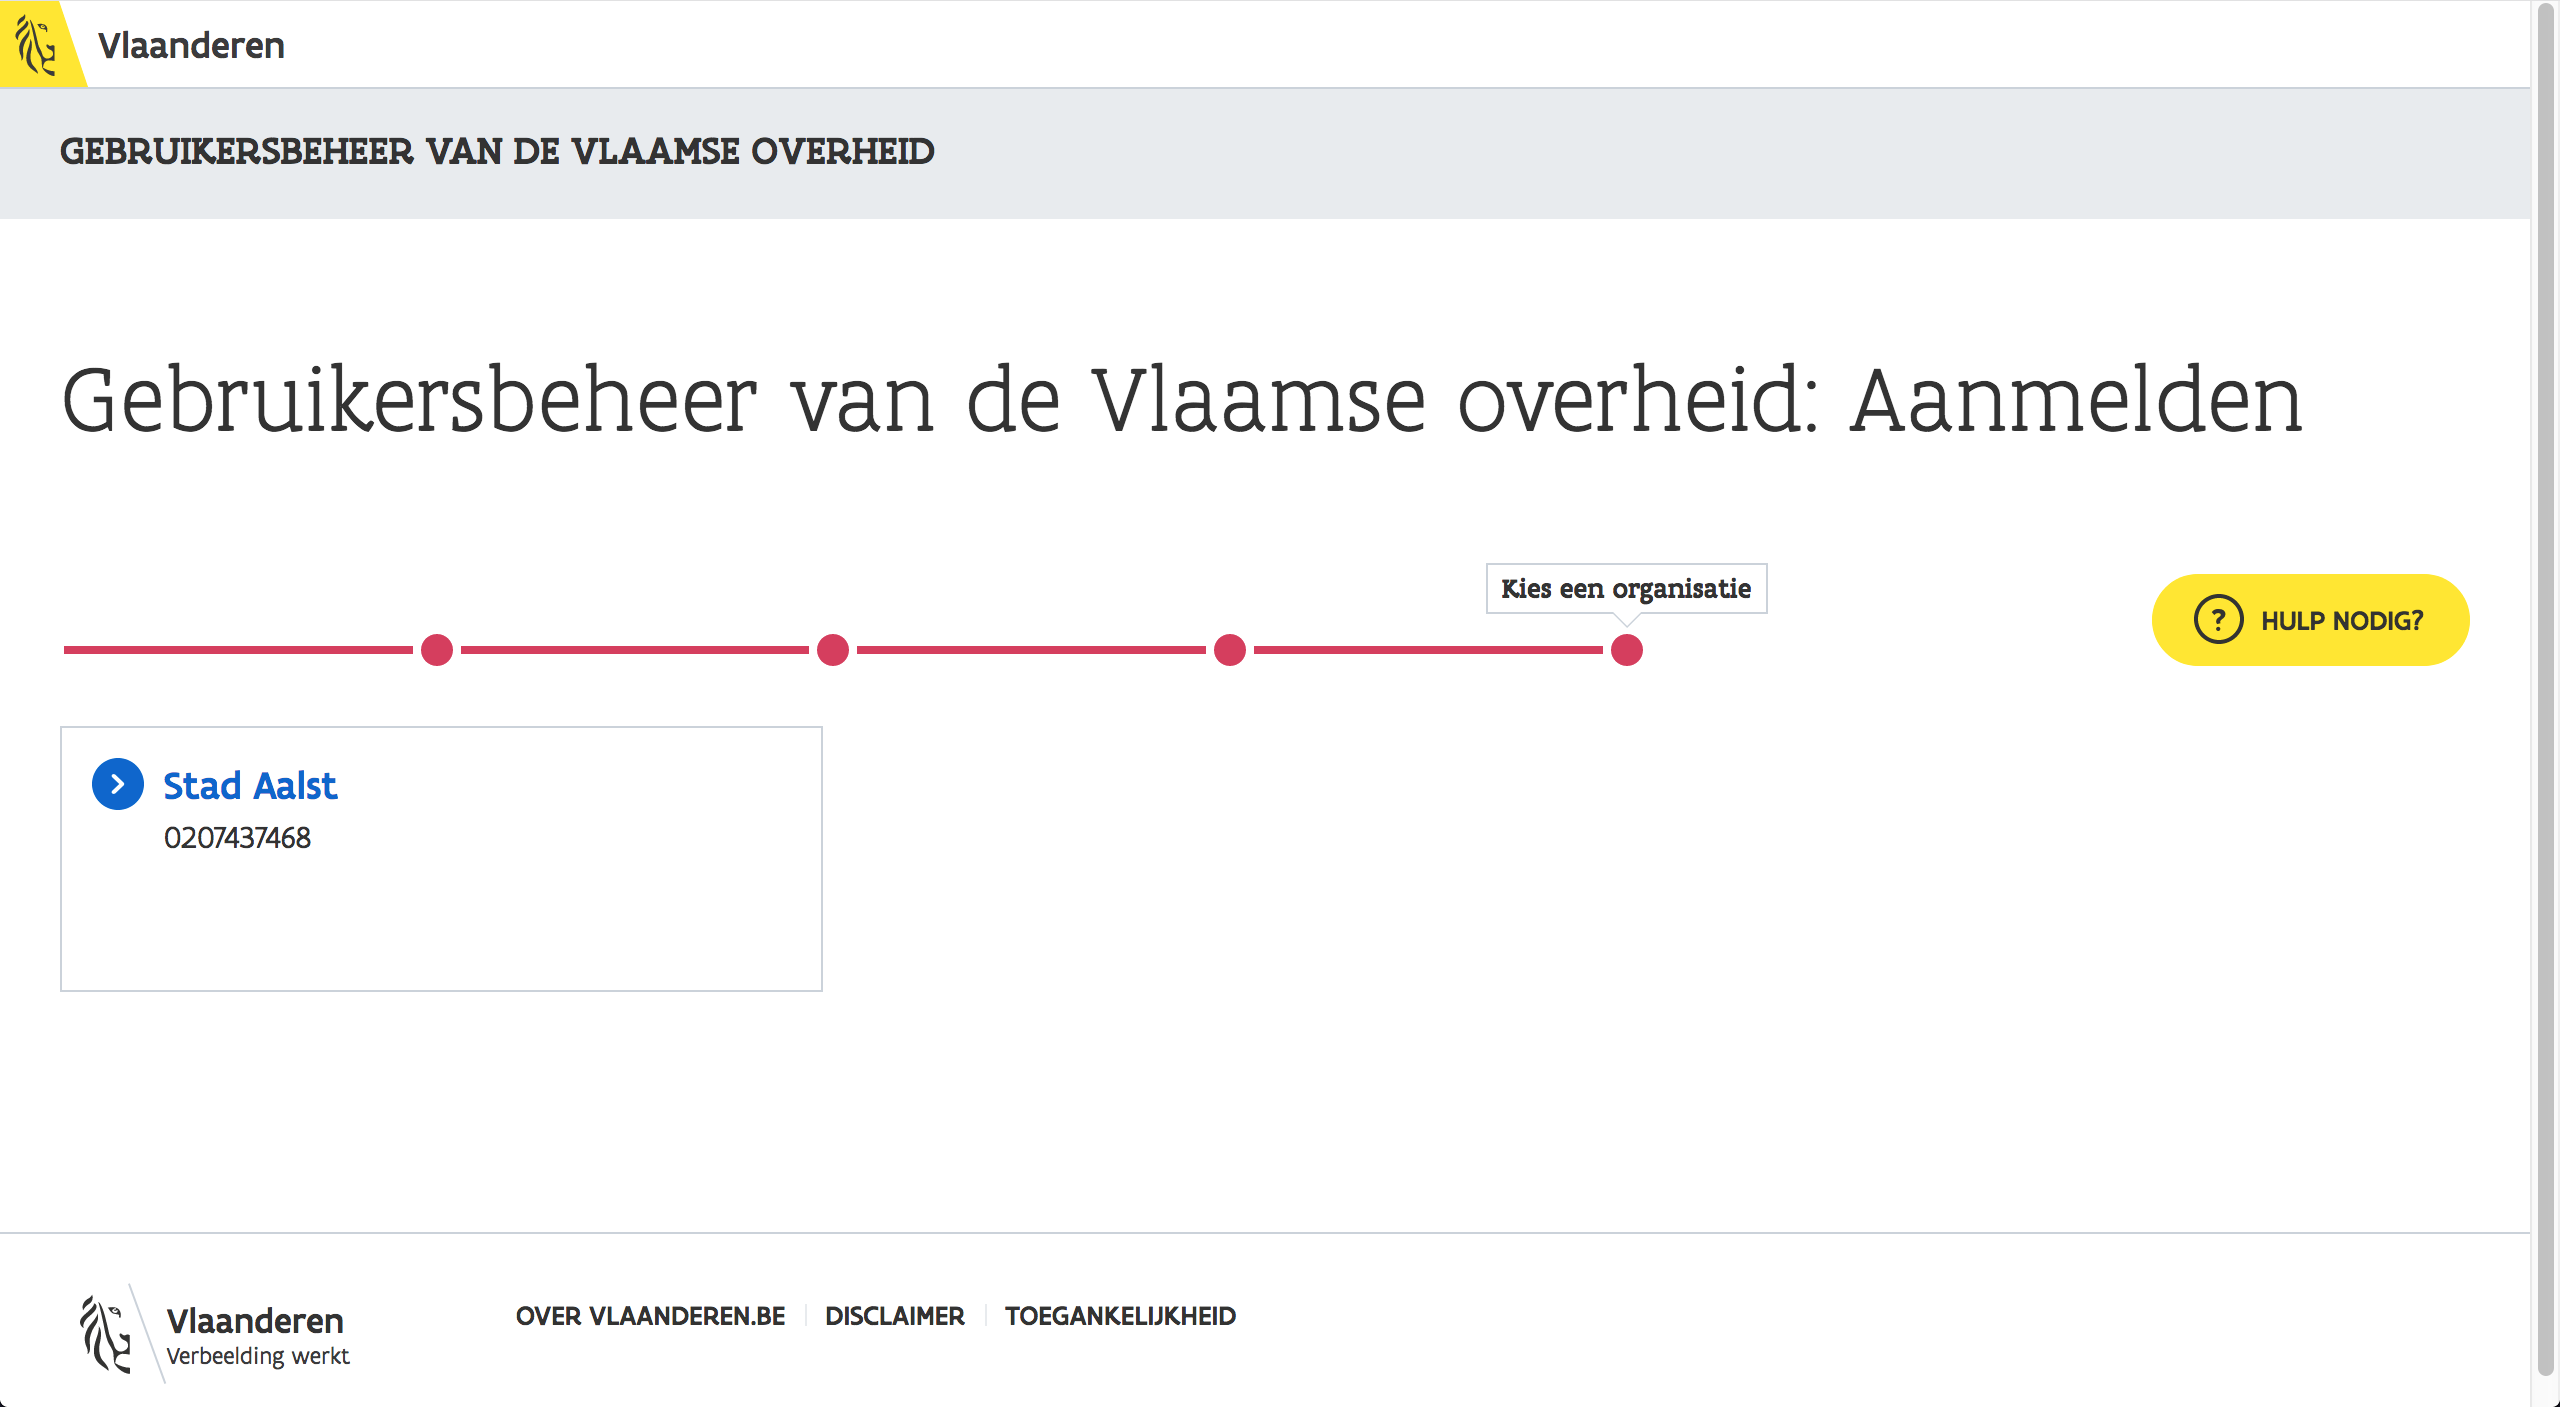 Vlaanderen
GEBRUIKERSBEHEER VAN DE VLAAMSE OVERHEID
Gebruikersbeheer van de Vlaamse overheid: Aanmelden
Kies een organisatie
? HULP NODIG?
Stad Aalst
0207437468
Vlaanderen
Verbeelding werkt
OVER VLAANDEREN.BE DISCLAIMER TOEGANKELIJKHEID